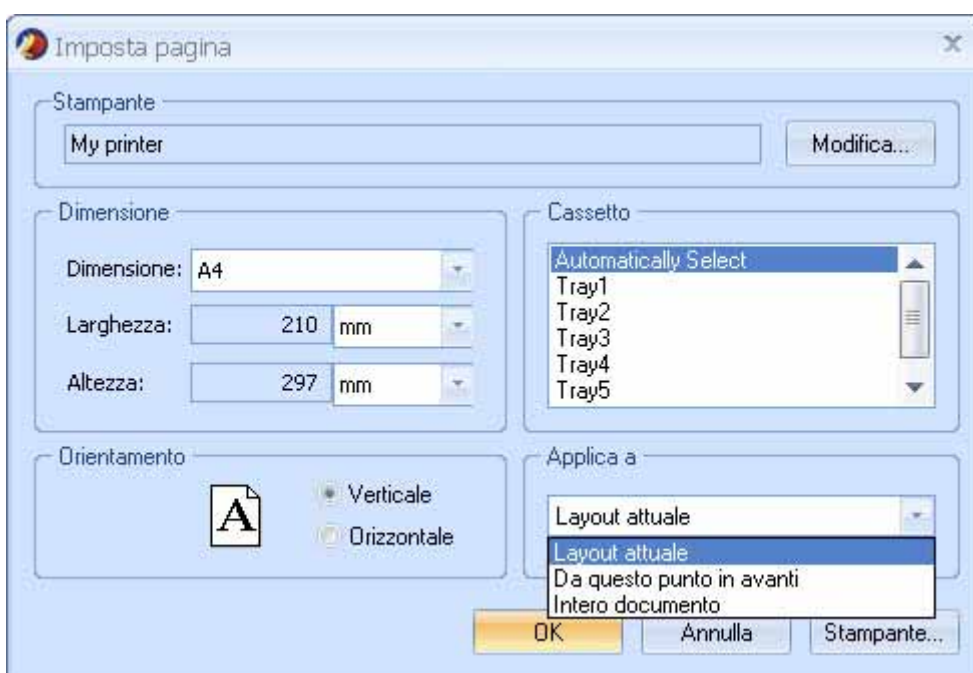 Imposta pagina
Stampante
My printer
Modifica...
Dimensione
Dimensione: A4
Larghezza: 210 mm
Altezza: 297 mm
Cassetto
Automatically Select
Tray1
Tray2
Tray3
Tray4
Tray5
Orientamento
A
Verticale
Orizzontale
Applica a
Layout attuale
Layout attuale
Da questo punto in avanti
Intero documento
OK
Annulla
Stampante...